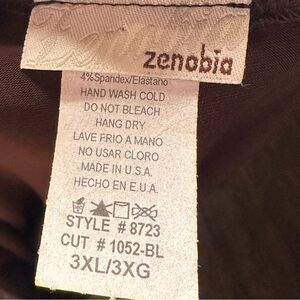 zenobia
4%Spandex/Elastano
HAND WASH COLD
DO NOT BLEACH
HANG DRY
LAVE FRIO A MANO
NO USAR CLORO
MADE IN U.S.A.
HECHO EN E.U.A.
STYLE # 8723
CUT # 1052-BL
3XL/3XG